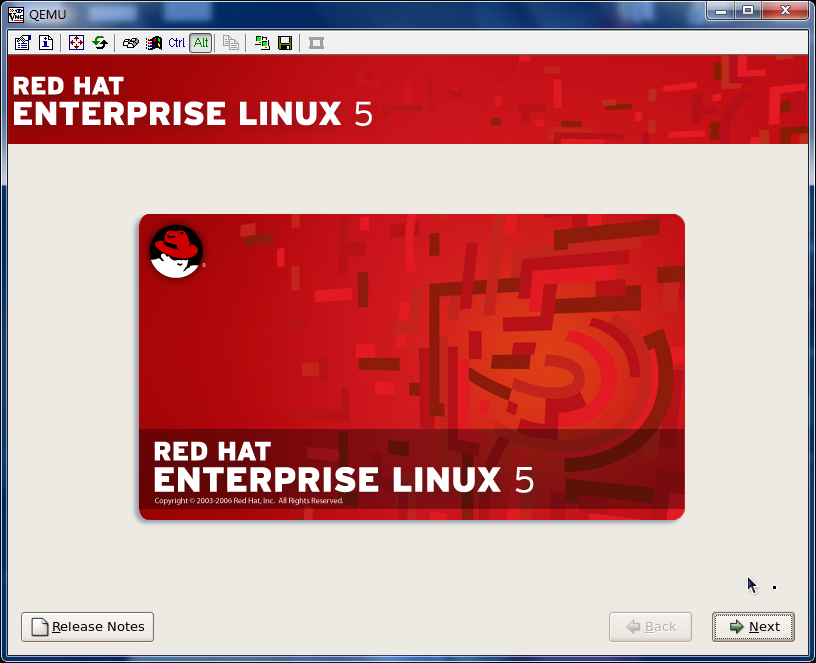 QEMU
Ctrl Alt
RED HAT
ENTERPRISE LINUX 5
RED HAT
ENTERPRISE LINUX 5
Copyright © 2003-2006 Red Hat, Inc. All Rights Reserved.
Release Notes
Back
Next